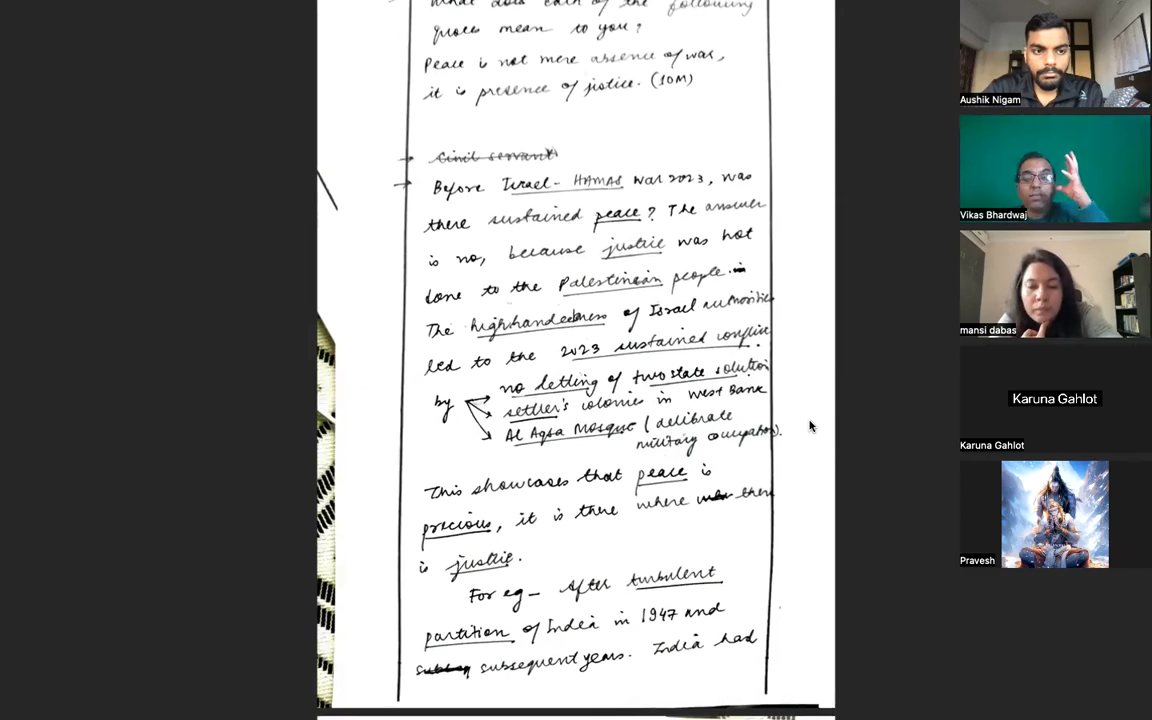 what does each of the following
quotes mean to you?
Peace is not mere absence of war,
it is presence of justice. (10M)
→ Civil servant
→ Before Israel - HAMAS war 2023, was
there sustained peace? The answer
is no, because justice was not
done to the Palestinian people.
The highhandedness of Israel authorities
led to the 2023 sustained conflict
by
no letting of two state solution
settler's colonies in West Bank
Al Aqsa Mosque (delibrate
military occupation).
This showcases that peace is
precious, it is there where there
is justice.
For eg - After turbulent
partition of India in 1947 and
subsequent years. India had
Aushik Nigam
Vikas Bhardwaj
mansi dabas
Karuna Gahlot
Karuna Gahlot
Pravesh